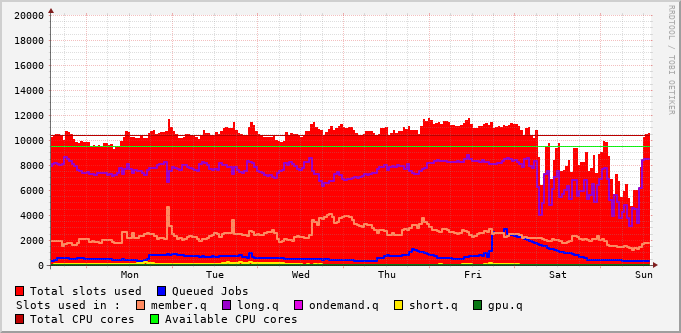 RRDTOOL / TOBI OETIKER
20000
18000
16000
14000
12000
10000
8000
6000
4000
2000
0
Mon Tue Wed Thu Fri Sat Sun
Total slots used Queued Jobs
Slots used in : member.q long.q ondemand.q short.q gpu.q
Total CPU cores Available CPU cores